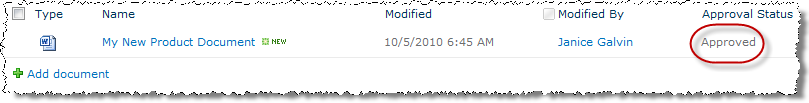 Type Name Modified Modified By Approval Status
My New Product Document NEW 10/5/2010 6:45 AM Janice Galvin Approved
Add document